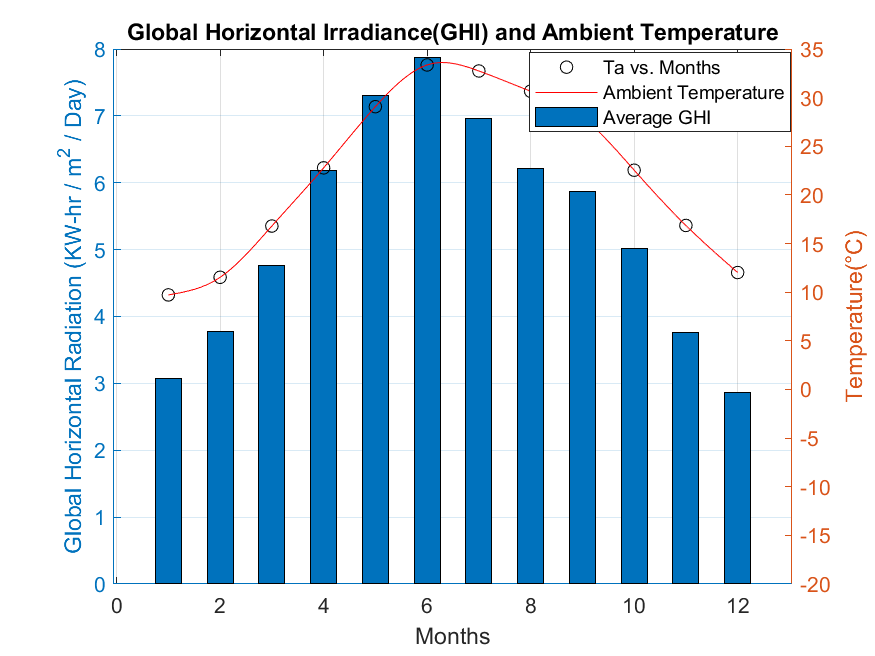 Global Horizontal Irradiance(GHI) and Ambient Temperature
Ta vs. Months
Ambient Temperature
Average GHI
Global Horizontal Radiation (KW-hr / m² / Day)
8
7
6
5
4
3
2
1
0
35
30
25
20
15
10
5
0
-5
-10
-15
-20
Temperature(°C)
0 2 4 6 8 10 12
Months